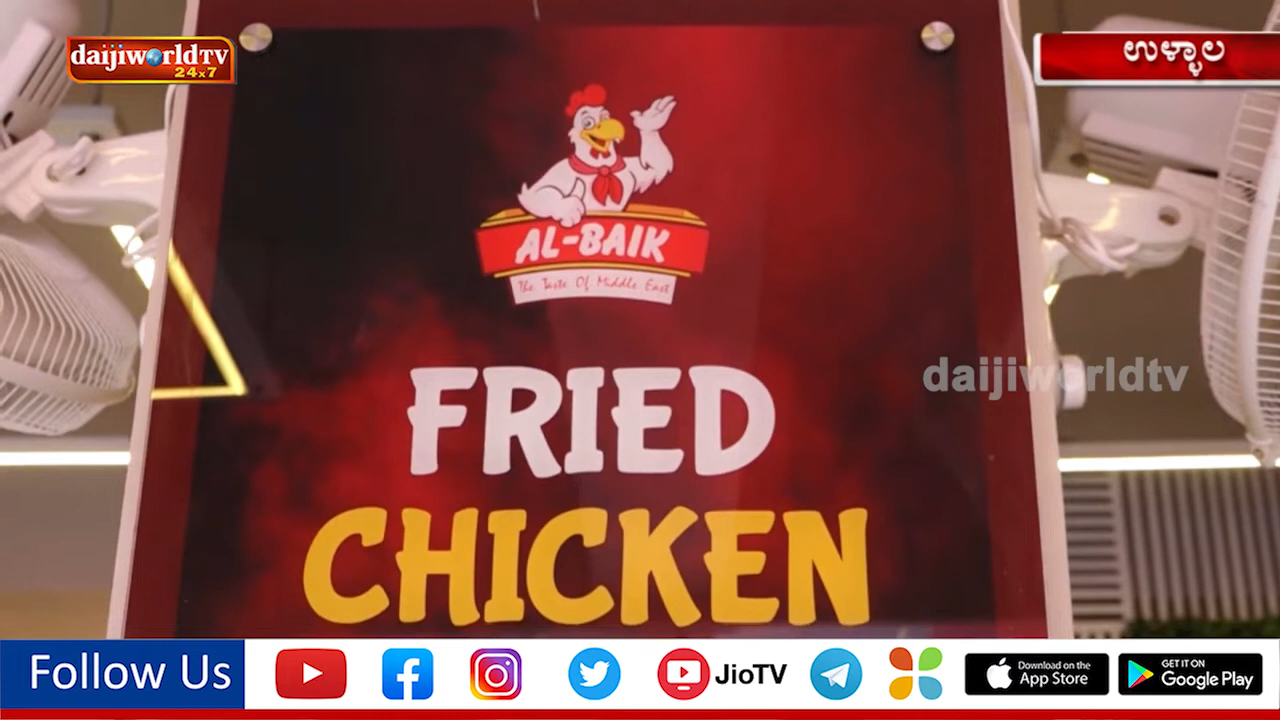 daijiworldTV
24x7
ಉಳ್ಳಾಲ
AL-BAIK
The Taste Of Middle East
daijiworldtv
FRIED
CHICKEN
Follow Us
JioTV
Download on the
App Store
GET IT ON
Google Play